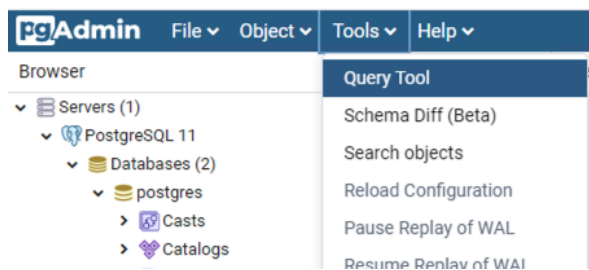 pgAdmin File Object Tools Help
Browser
Servers (1)
PostgreSQL 11
Databases (2)
postgres
Casts
Catalogs
Query Tool
Schema Diff (Beta)
Search objects
Reload Configuration
Pause Replay of WAL
Resume Replay of WAL